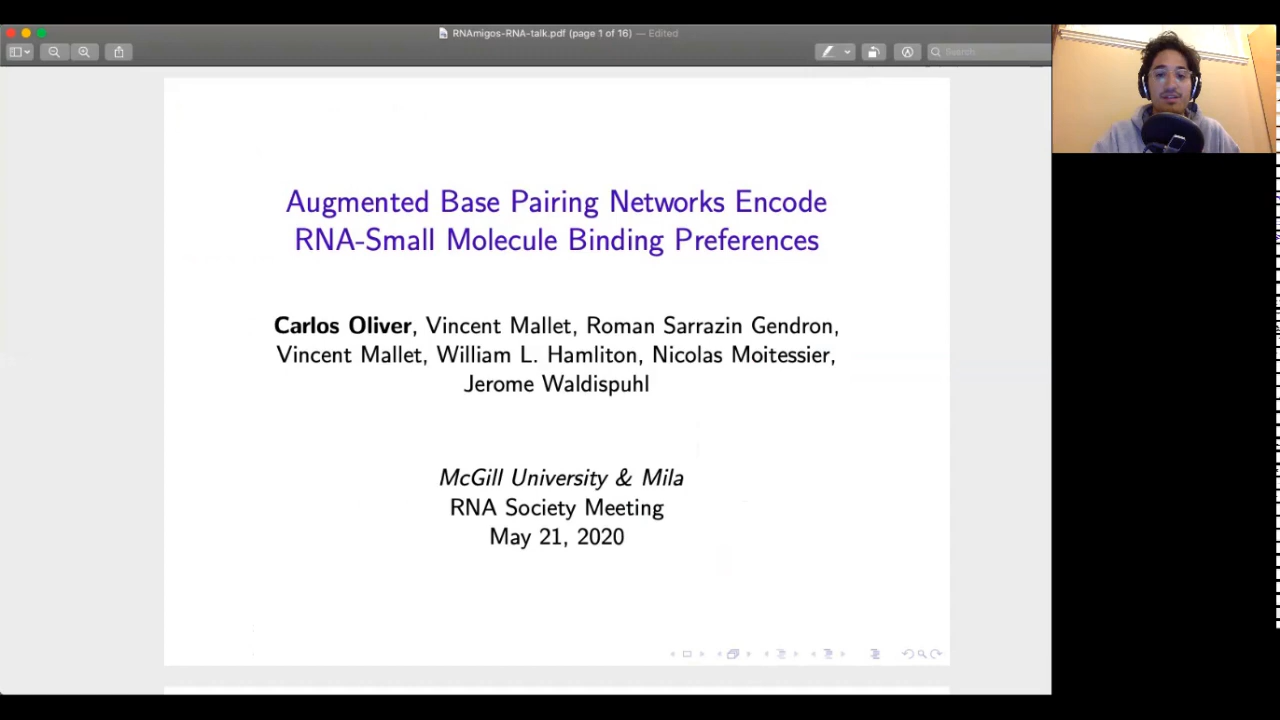 RNAmigos-RNA-talk.pdf (page 1 of 16) — Edited
Search
Augmented Base Pairing Networks Encode
RNA-Small Molecule Binding Preferences
Carlos Oliver, Vincent Mallet, Roman Sarrazin Gendron,
Vincent Mallet, William L. Hamliton, Nicolas Moitessier,
Jerome Waldispuhl
McGill University & Mila
RNA Society Meeting
May 21, 2020